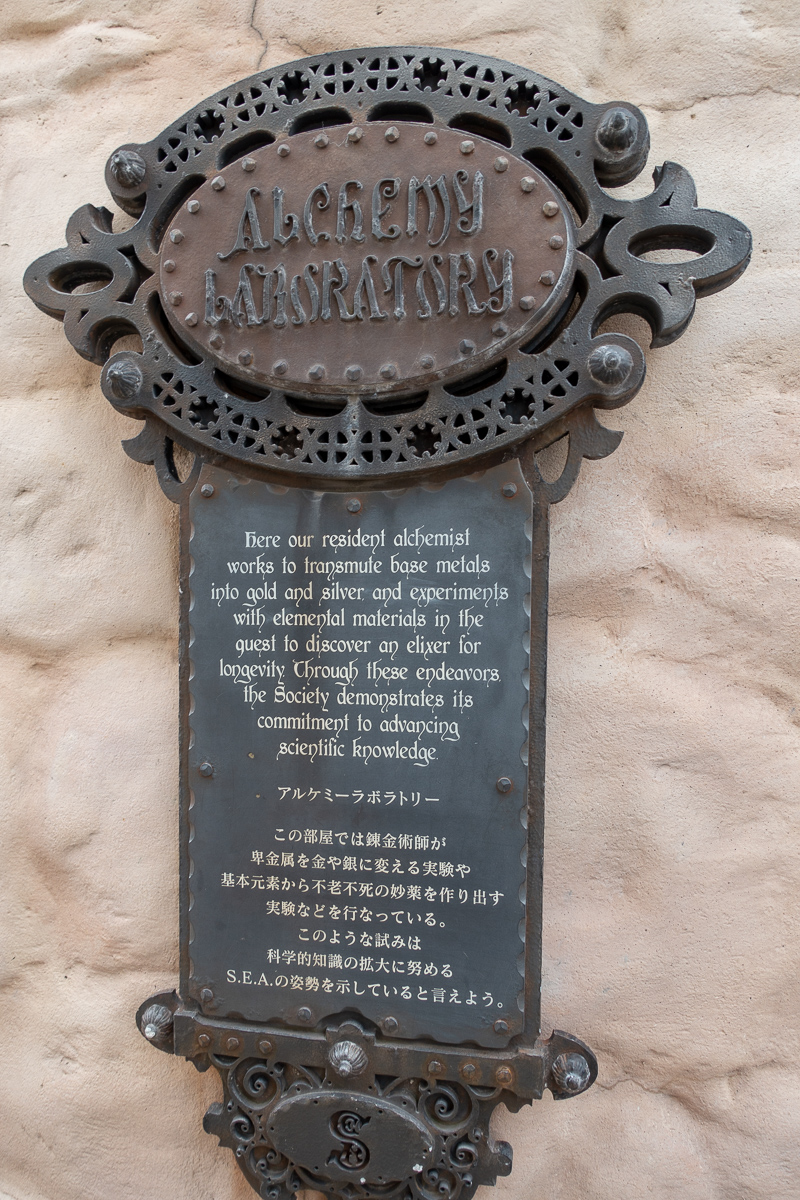 ALCHEMY
LABORATORY
Here our resident alchemist
works to transmute base metals
into gold and silver, and experiments
with elemental materials in the
quest to discover an elixer for
longevity. Through these endeavors,
the Society demonstrates its
commitment to advancing
scientific knowledge.
アルケミーラボラトリー
この部屋では錬金術師が
卑金属を金や銀に変える実験や
基本元素から不老不死の妙薬を作り出す
実験などを行なっている。
このような試みは
科学的知識の拡大に努める
S.E.A.の姿勢を示していると言えよう。
S